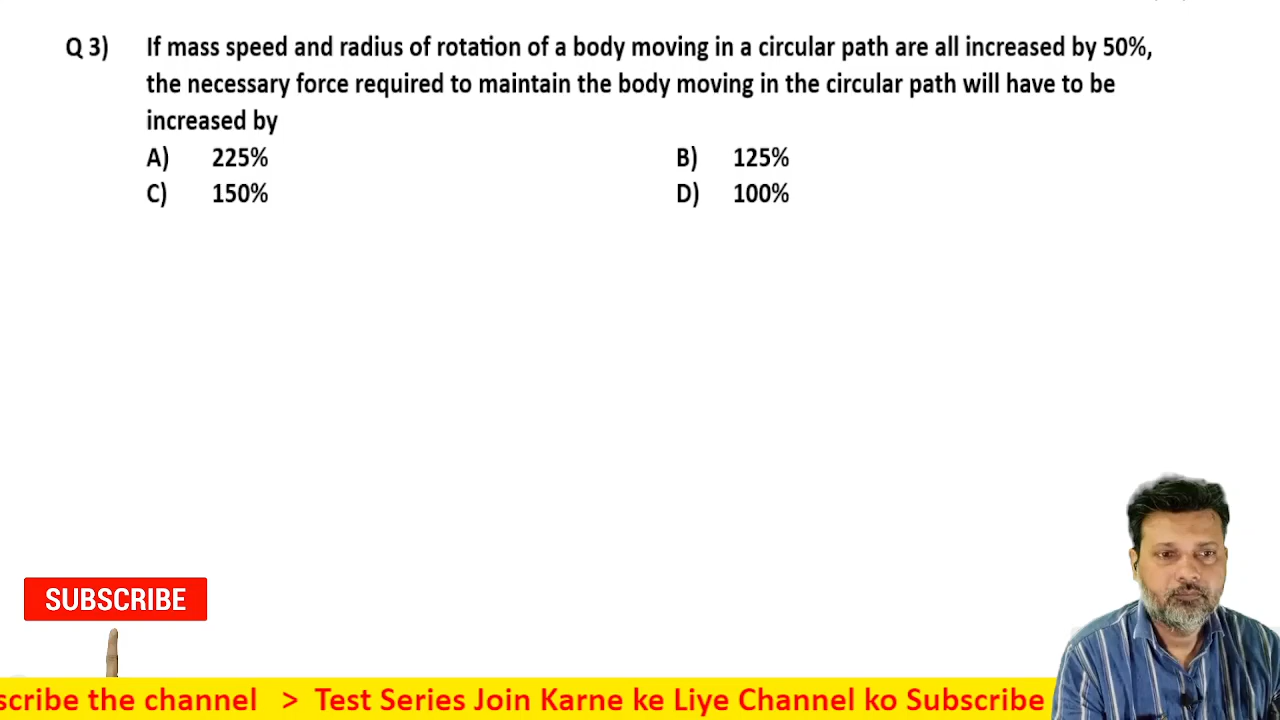 Q 3) If mass speed and radius of rotation of a body moving in a circular path are all increased by 50%,
the necessary force required to maintain the body moving in the circular path will have to be
increased by
A) 225% B) 125%
C) 150% D) 100%
SUBSCRIBE
scribe the channel > Test Series Join Karne ke Liye Channel ko Subscribe